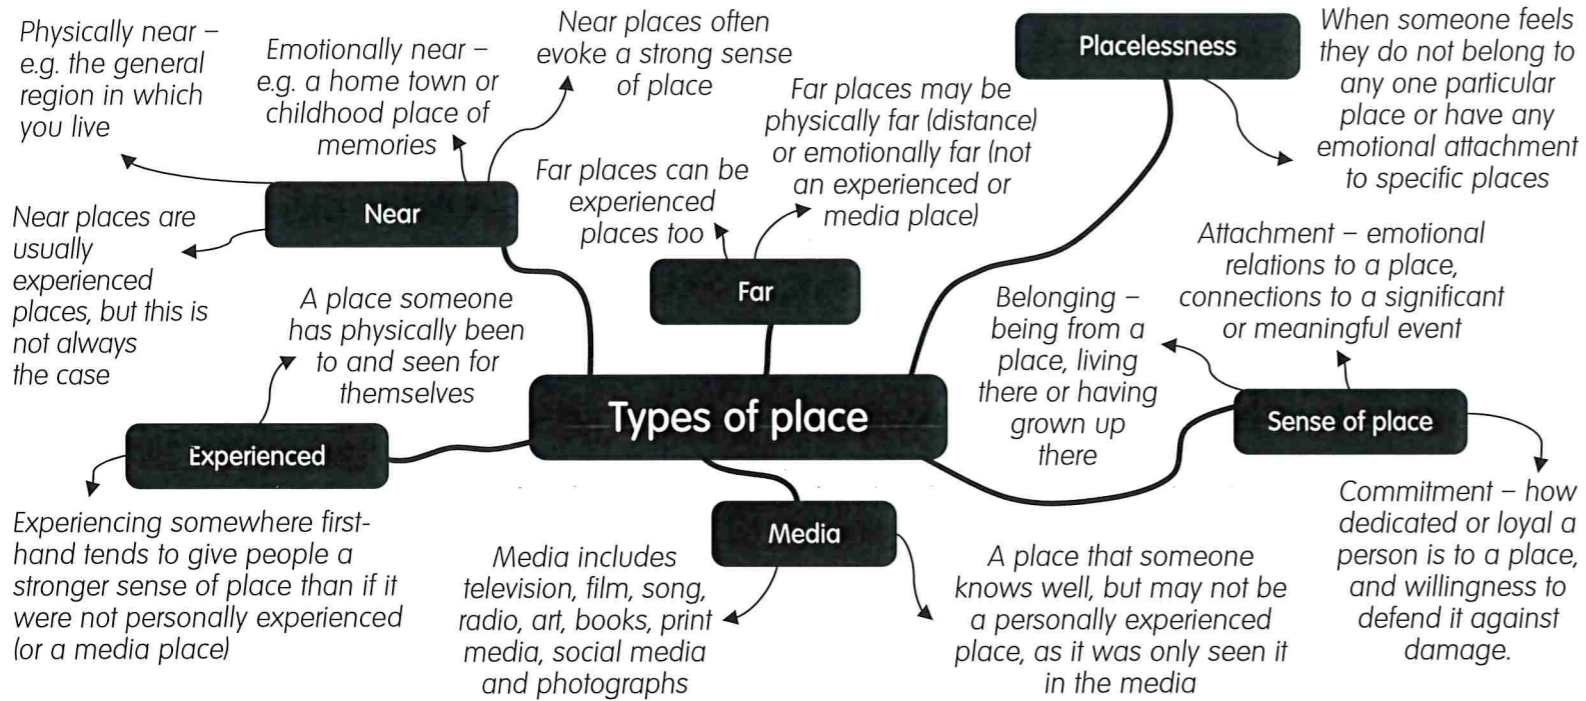 Physically near –
e.g. the general
region in which
you live
Emotionally near –
e.g. a home town or
childhood place of
memories
Near places often
evoke a strong sense
of place
Near
Near places are
usually
experienced
places, but this is
not always
the case
Far places can be
experienced
places too
Far places may be
physically far (distance)
or emotionally far (not
an experienced or
media place)
Far
Placelessness
When someone feels
they do not belong to
any one particular
place or have any
emotional attachment
to specific places
Types of place
A place someone
has physically been
to and seen for
themselves
Experienced
Experiencing somewhere first-
hand tends to give people a
stronger sense of place than if it
were not personally experienced
(or a media place)
Media
Media includes
television, film, song,
radio, art, books, print
media, social media
and photographs
A place that someone
knows well, but may not be
a personally experienced
place, as it was only seen it
in the media
Belonging –
being from a
place, living
there or having
grown up
there
Attachment – emotional
relations to a place,
connections to a significant
or meaningful event
Sense of place
Commitment – how
dedicated or loyal a
person is to a place,
and willingness to
defend it against
damage.